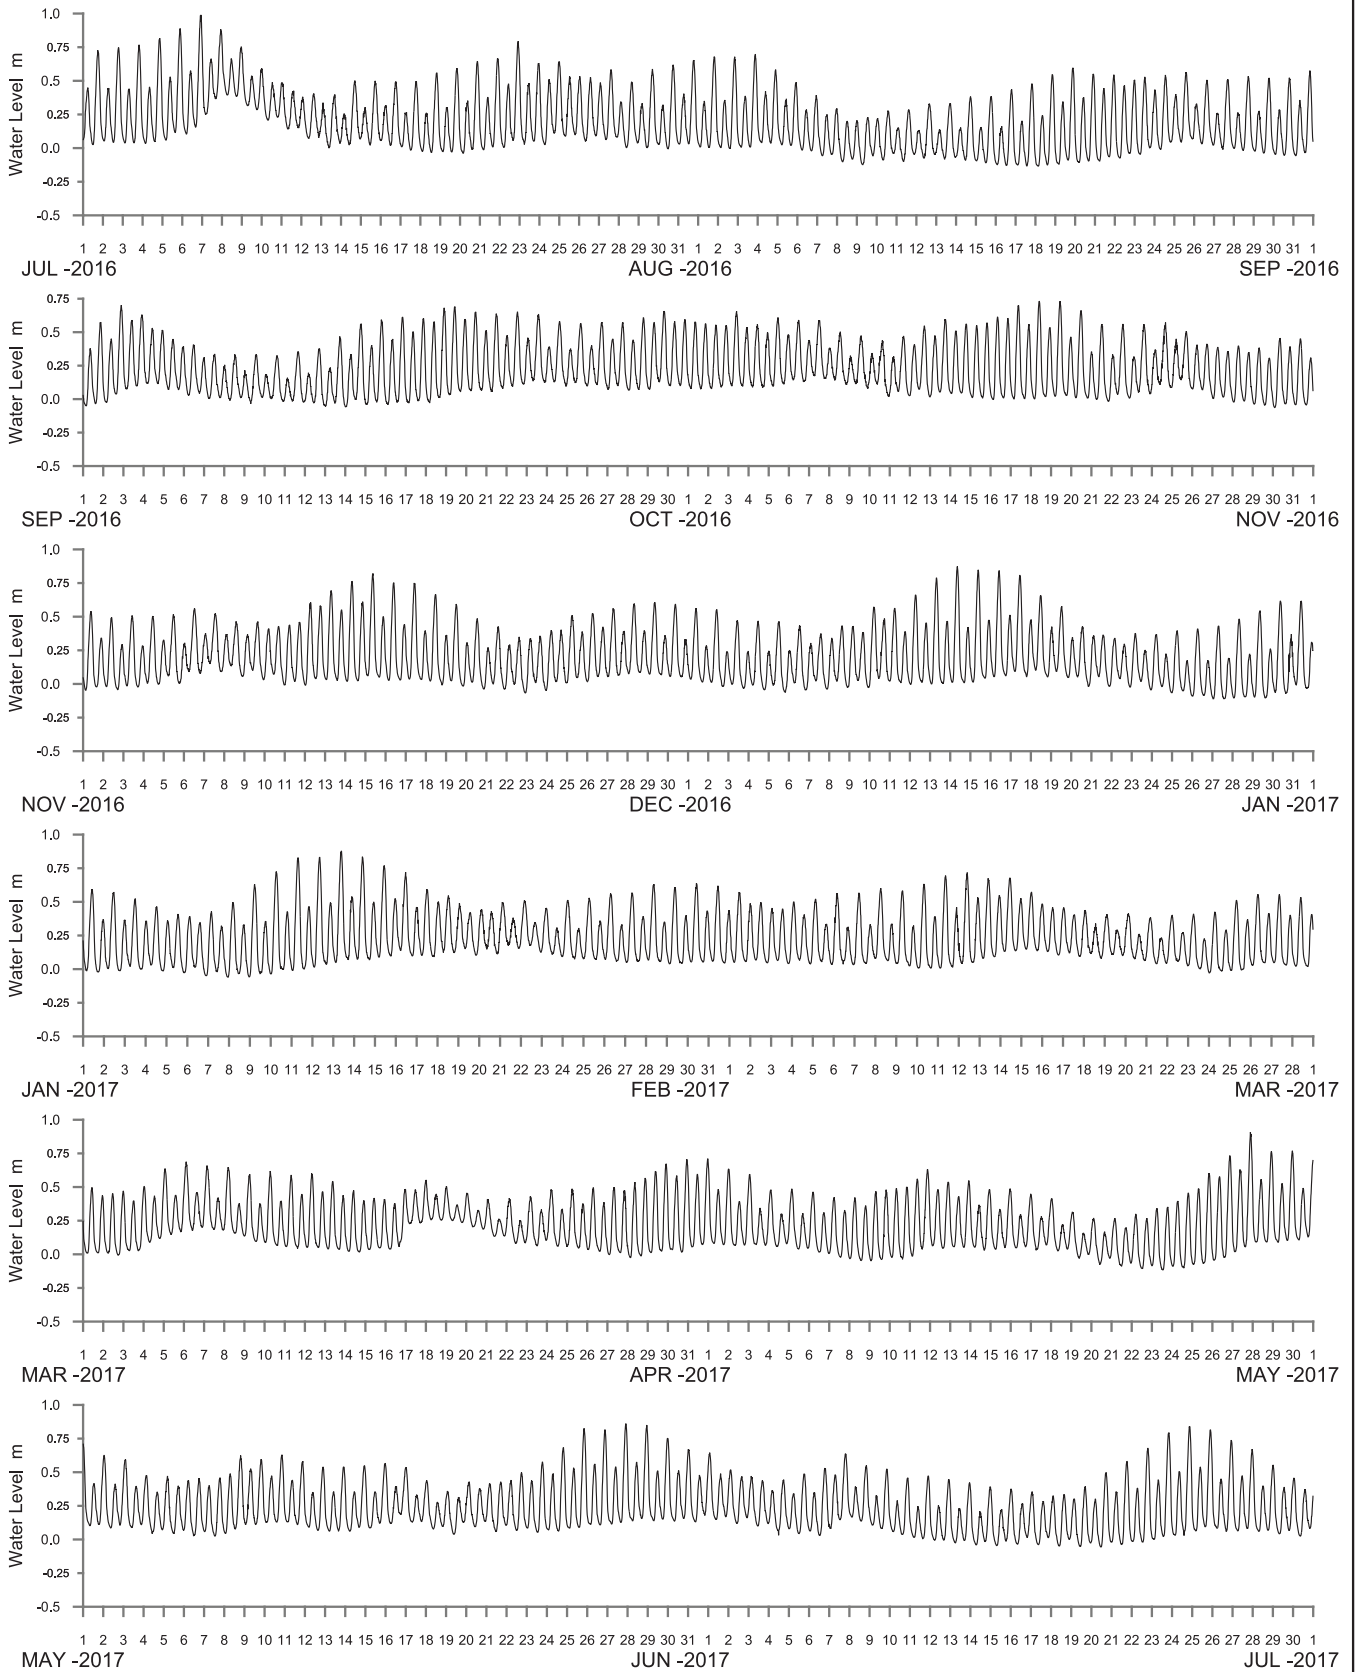 1.0
0.75
0.5
0.25
0.0
-0.25
-0.5
Water Level m
1 2 3 4 5 6 7 8 9 10 11 12 13 14 15 16 17 18 19 20 21 22 23 24 25 26 27 28 29 30 31 1 2 3 4 5 6 7 8 9 10 11 12 13 14 15 16 17 18 19 20 21 22 23 24 25 26 27 28 29 30 31 1
JUL -2016 AUG -2016 SEP -2016
0.75
0.5
0.25
0.0
-0.25
-0.5
Water Level m
1 2 3 4 5 6 7 8 9 10 11 12 13 14 15 16 17 18 19 20 21 22 23 24 25 26 27 28 29 30 1 2 3 4 5 6 7 8 9 10 11 12 13 14 15 16 17 18 19 20 21 22 23 24 25 26 27 28 29 30 31 1
SEP -2016 OCT -2016 NOV -2016
1.0
0.75
0.5
0.25
0.0
-0.25
-0.5
Water Level m
1 2 3 4 5 6 7 8 9 10 11 12 13 14 15 16 17 18 19 20 21 22 23 24 25 26 27 28 29 30 1 2 3 4 5 6 7 8 9 10 11 12 13 14 15 16 17 18 19 20 21 22 23 24 25 26 27 28 29 30 31 1
NOV -2016 DEC -2016 JAN -2017
1.0
0.75
0.5
0.25
0.0
-0.25
-0.5
Water Level m
1 2 3 4 5 6 7 8 9 10 11 12 13 14 15 16 17 18 19 20 21 22 23 24 25 26 27 28 29 30 31 1 2 3 4 5 6 7 8 9 10 11 12 13 14 15 16 17 18 19 20 21 22 23 24 25 26 27 28 1
JAN -2017 FEB -2017 MAR -2017
1.0
0.75
0.5
0.25
0.0
-0.25
-0.5
Water Level m
1 2 3 4 5 6 7 8 9 10 11 12 13 14 15 16 17 18 19 20 21 22 23 24 25 26 27 28 29 30 31 1 2 3 4 5 6 7 8 9 10 11 12 13 14 15 16 17 18 19 20 21 22 23 24 25 26 27 28 29 30 1
MAR -2017 APR -2017 MAY -2017
1.0
0.75
0.5
0.25
0.0
-0.25
-0.5
Water Level m
1 2 3 4 5 6 7 8 9 10 11 12 13 14 15 16 17 18 19 20 21 22 23 24 25 26 27 28 29 30 31 1 2 3 4 5 6 7 8 9 10 11 12 13 14 15 16 17 18 19 20 21 22 23 24 25 26 27 28 29 30 1
MAY -2017 JUN -2017 JUL -2017